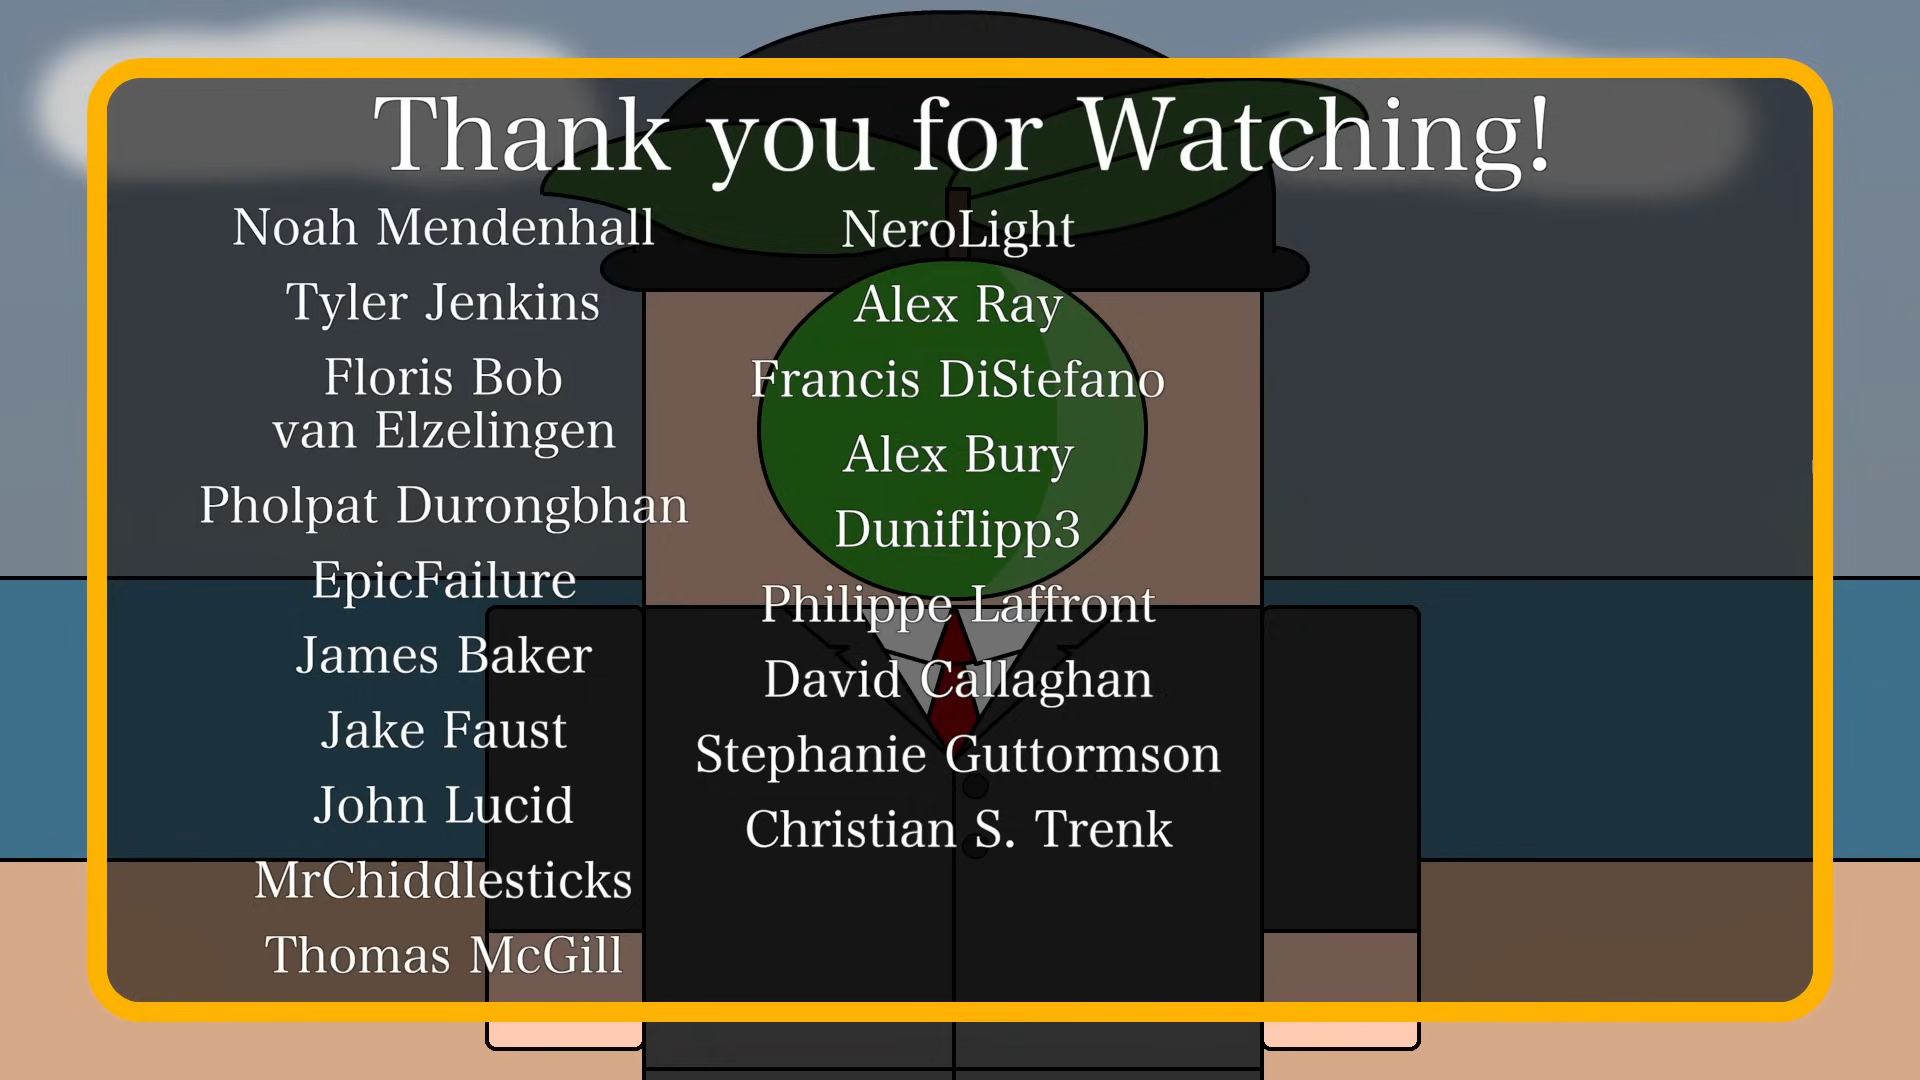 Thank you for Watching!
Noah Mendenhall
Tyler Jenkins
Floris Bob
van Elzelingen
Pholpat Durongbhan
EpicFailure
James Baker
Jake Faust
John Lucid
MrChiddlesticks
Thomas McGill
NeroLight
Alex Ray
Francis DiStefano
Alex Bury
Duniflipp3
Philippe Laffront
David Callaghan
Stephanie Guttormson
Christian S. Trenk